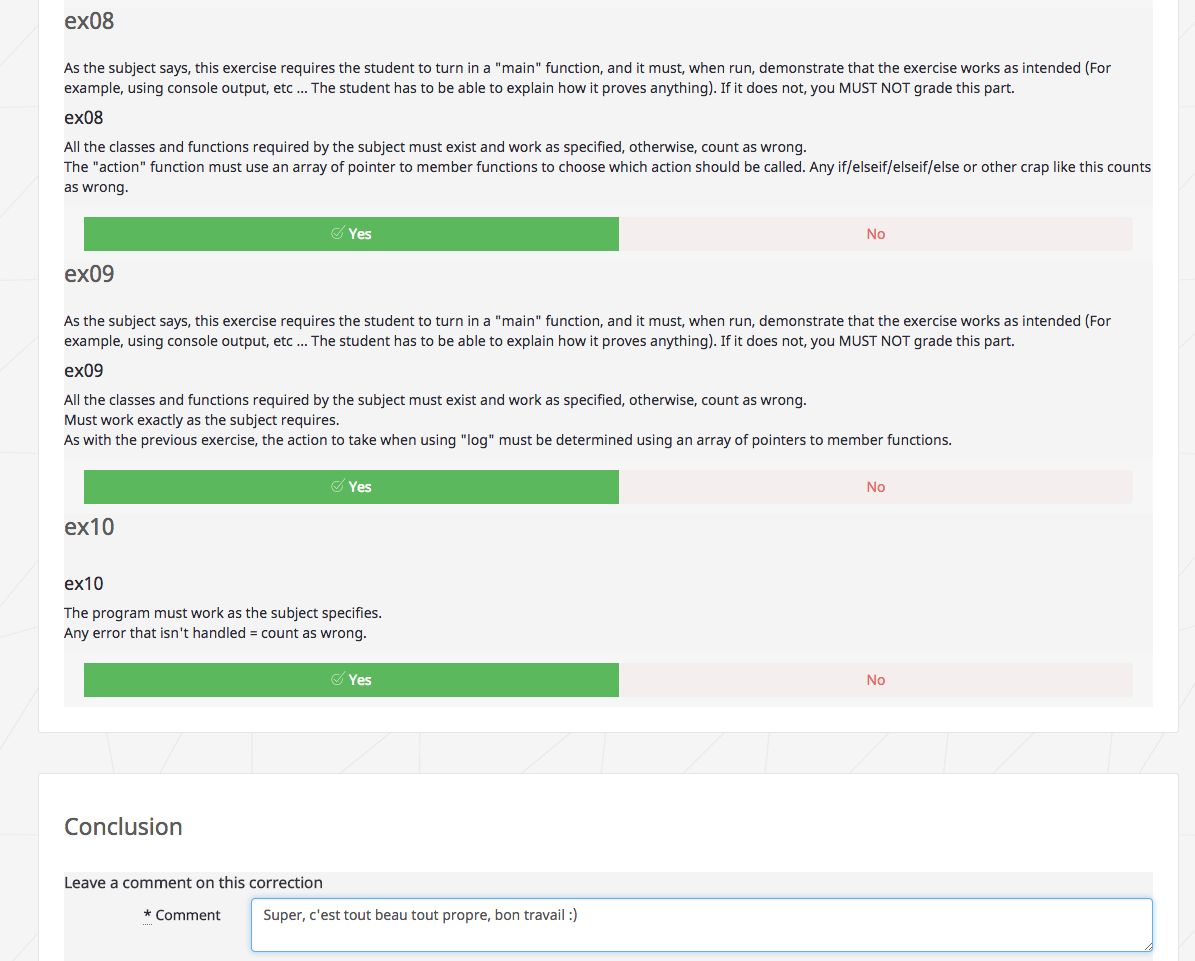 ex08
As the subject says, this exercise requires the student to turn in a "main" function, and it must, when run, demonstrate that the exercise works as intended (For
example, using console output, etc ... The student has to be able to explain how it proves anything). If it does not, you MUST NOT grade this part.
ex08
All the classes and functions required by the subject must exist and work as specified, otherwise, count as wrong.
The "action" function must use an array of pointer to member functions to choose which action should be called. Any if/elseif/elseif/else or other crap like this counts
as wrong.
Yes No
ex09
As the subject says, this exercise requires the student to turn in a "main" function, and it must, when run, demonstrate that the exercise works as intended (For
example, using console output, etc ... The student has to be able to explain how it proves anything). If it does not, you MUST NOT grade this part.
ex09
All the classes and functions required by the subject must exist and work as specified, otherwise, count as wrong.
Must work exactly as the subject requires.
As with the previous exercise, the action to take when using "log" must be determined using an array of pointers to member functions.
Yes No
ex10
ex10
The program must work as the subject specifies.
Any error that isn't handled = count as wrong.
Yes No
Conclusion
Leave a comment on this correction
* Comment Super, c'est tout beau tout propre, bon travail :)